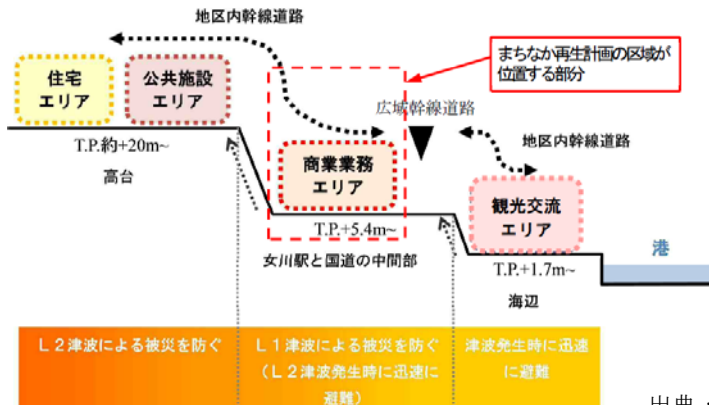 地区内幹線道路
まちなか再生計画の区域が
位置する部分
住宅
エリア
公共施設
エリア
広域幹線道路
地区内幹線道路
T.P.約+20m~
高台
商業業務
エリア
観光交流
エリア
T.P.+5.4m~
女川駅と国道の中間部
港
T.P.+1.7m~
海辺
L2津波による被災を防ぐ
L1津波による被災を防ぐ
(L2津波発生時に迅速に
避難)
津波発生時に迅速
に避難
出典